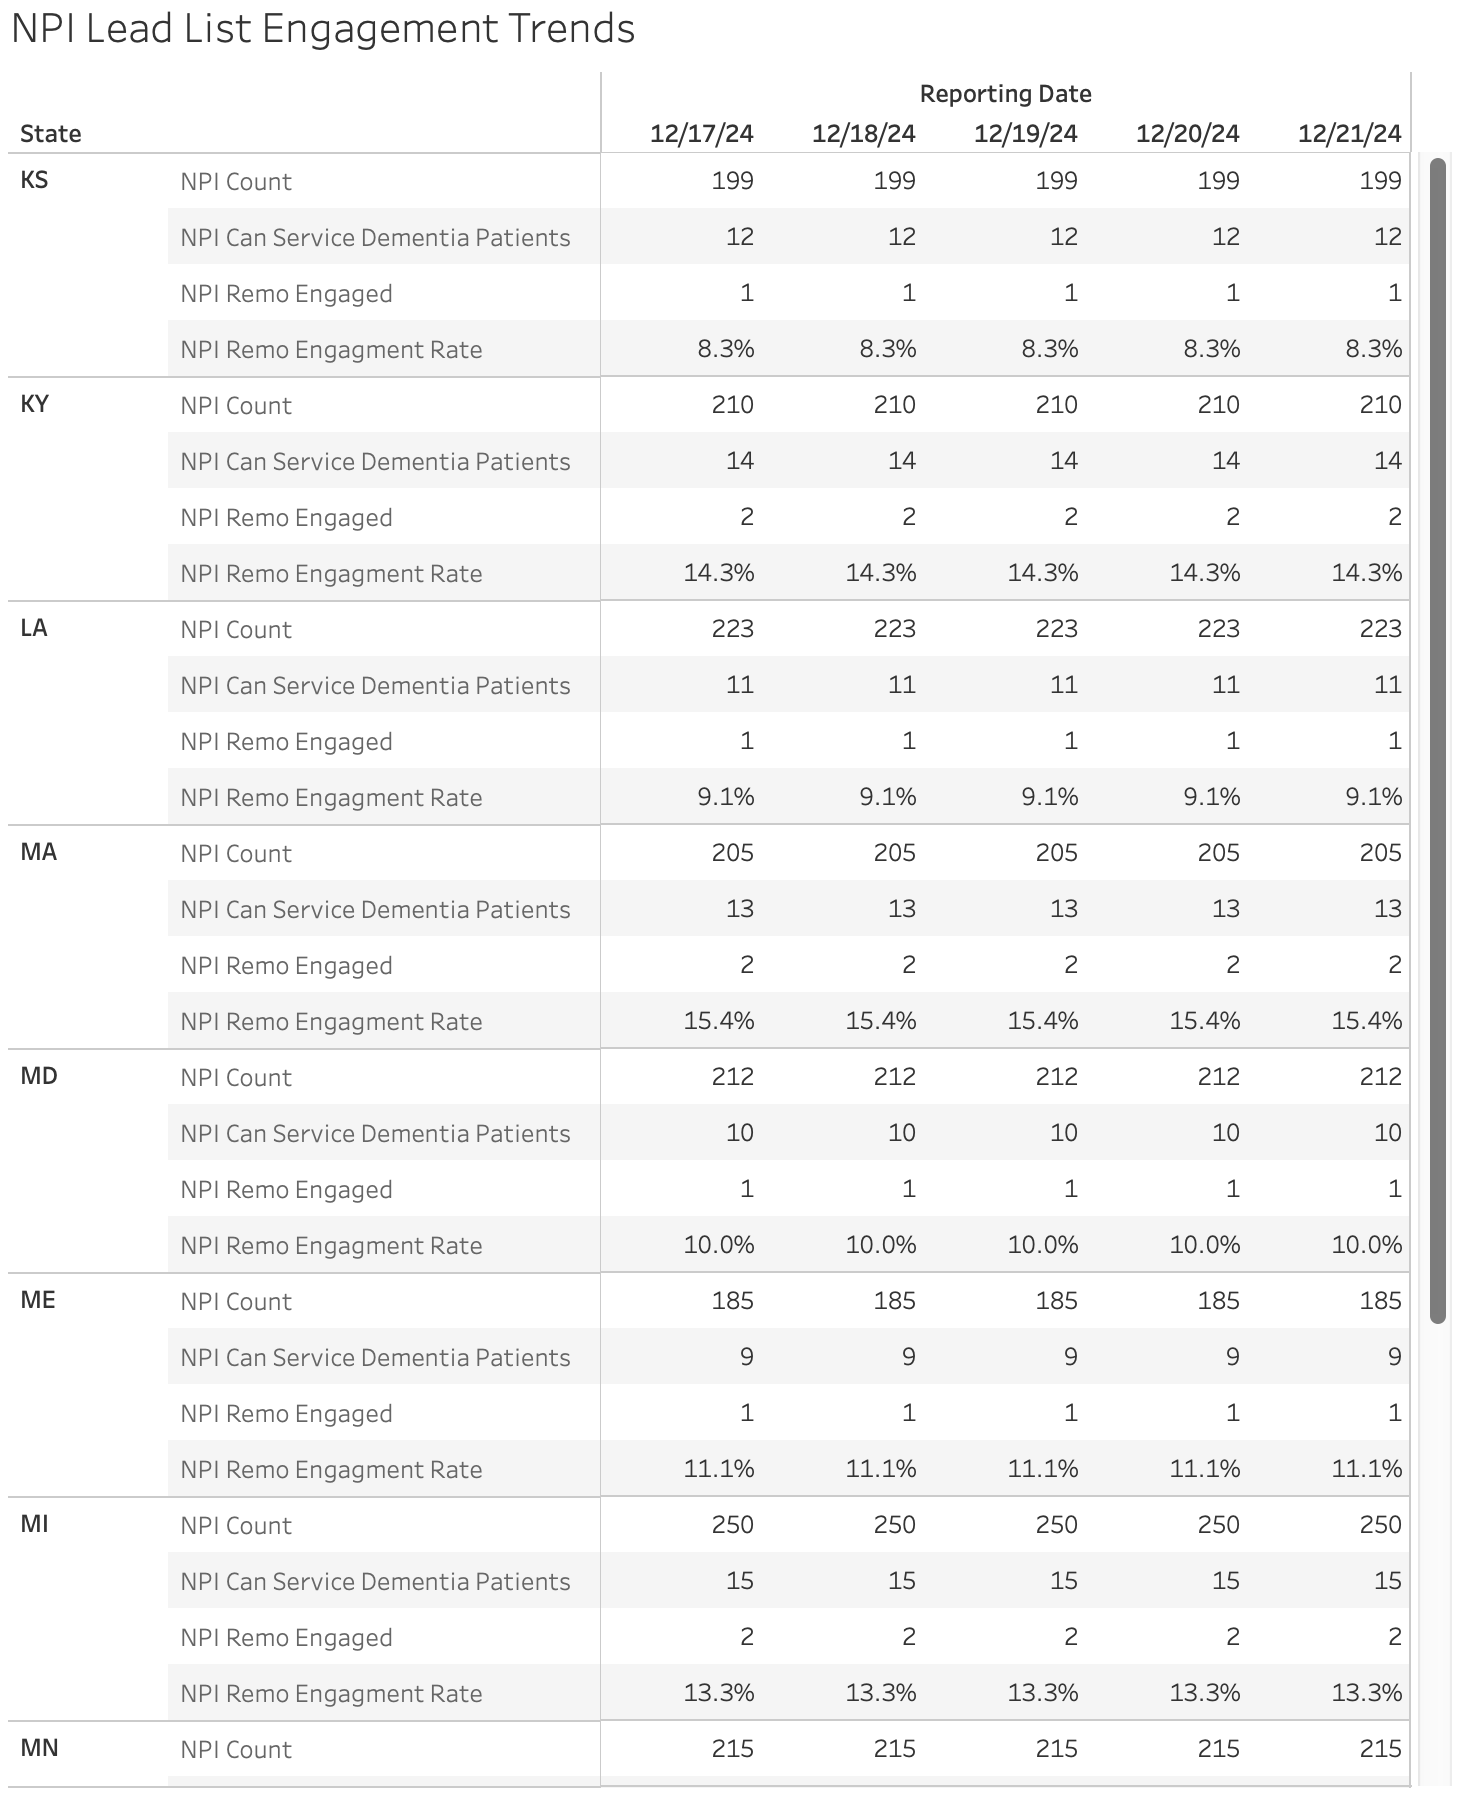 NPI Lead List Engagement Trends
Reporting Date
State 12/17/24 12/18/24 12/19/24 12/20/24 12/21/24
KS NPI Count 199 199 199 199 199
NPI Can Service Dementia Patients 12 12 12 12 12
NPI Remo Engaged 1 1 1 1 1
NPI Remo Engagment Rate 8.3% 8.3% 8.3% 8.3% 8.3%
KY NPI Count 210 210 210 210 210
NPI Can Service Dementia Patients 14 14 14 14 14
NPI Remo Engaged 2 2 2 2 2
NPI Remo Engagment Rate 14.3% 14.3% 14.3% 14.3% 14.3%
LA NPI Count 223 223 223 223 223
NPI Can Service Dementia Patients 11 11 11 11 11
NPI Remo Engaged 1 1 1 1 1
NPI Remo Engagment Rate 9.1% 9.1% 9.1% 9.1% 9.1%
MA NPI Count 205 205 205 205 205
NPI Can Service Dementia Patients 13 13 13 13 13
NPI Remo Engaged 2 2 2 2 2
NPI Remo Engagment Rate 15.4% 15.4% 15.4% 15.4% 15.4%
MD NPI Count 212 212 212 212 212
NPI Can Service Dementia Patients 10 10 10 10 10
NPI Remo Engaged 1 1 1 1 1
NPI Remo Engagment Rate 10.0% 10.0% 10.0% 10.0% 10.0%
ME NPI Count 185 185 185 185 185
NPI Can Service Dementia Patients 9 9 9 9 9
NPI Remo Engaged 1 1 1 1 1
NPI Remo Engagment Rate 11.1% 11.1% 11.1% 11.1% 11.1%
MI NPI Count 250 250 250 250 250
NPI Can Service Dementia Patients 15 15 15 15 15
NPI Remo Engaged 2 2 2 2 2
NPI Remo Engagment Rate 13.3% 13.3% 13.3% 13.3% 13.3%
MN NPI Count 215 215 215 215 215